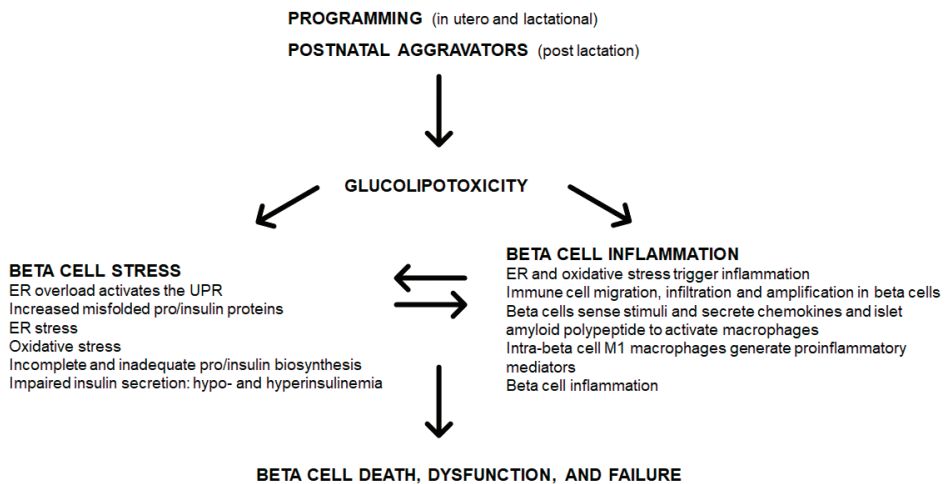 PROGRAMMING (in utero and lactational)
POSTNATAL AGGRAVATORS (post lactation)
GLUCOLIPOTOXICITY
BETA CELL STRESS
ER overload activates the UPR
Increased misfolded pro/insulin proteins
ER stress
Oxidative stress
Incomplete and inadequate pro/insulin biosynthesis
Impaired insulin secretion: hypo- and hyperinsulinemia
BETA CELL INFLAMMATION
ER and oxidative stress trigger inflammation
Immune cell migration, infiltration and amplification in beta cells
Beta cells sense stimuli and secrete chemokines and islet
amyloid polypeptide to activate macrophages
Intra-beta cell M1 macrophages generate proinflammatory
mediators
Beta cell inflammation
BETA CELL DEATH, DYSFUNCTION, AND FAILURE